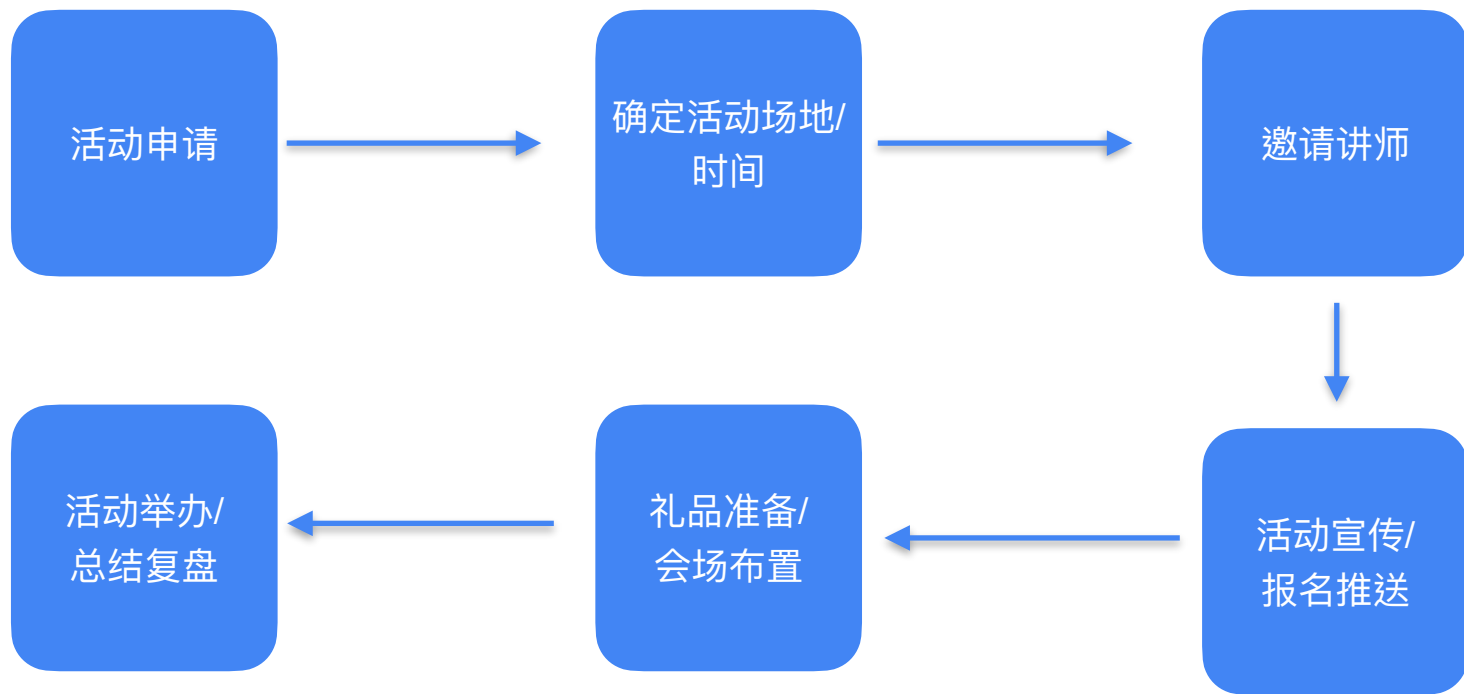 活动申请
确定活动场地/
时间
邀请讲师
活动宣传/
报名推送
礼品准备/
会场布置
活动举办/
总结复盘